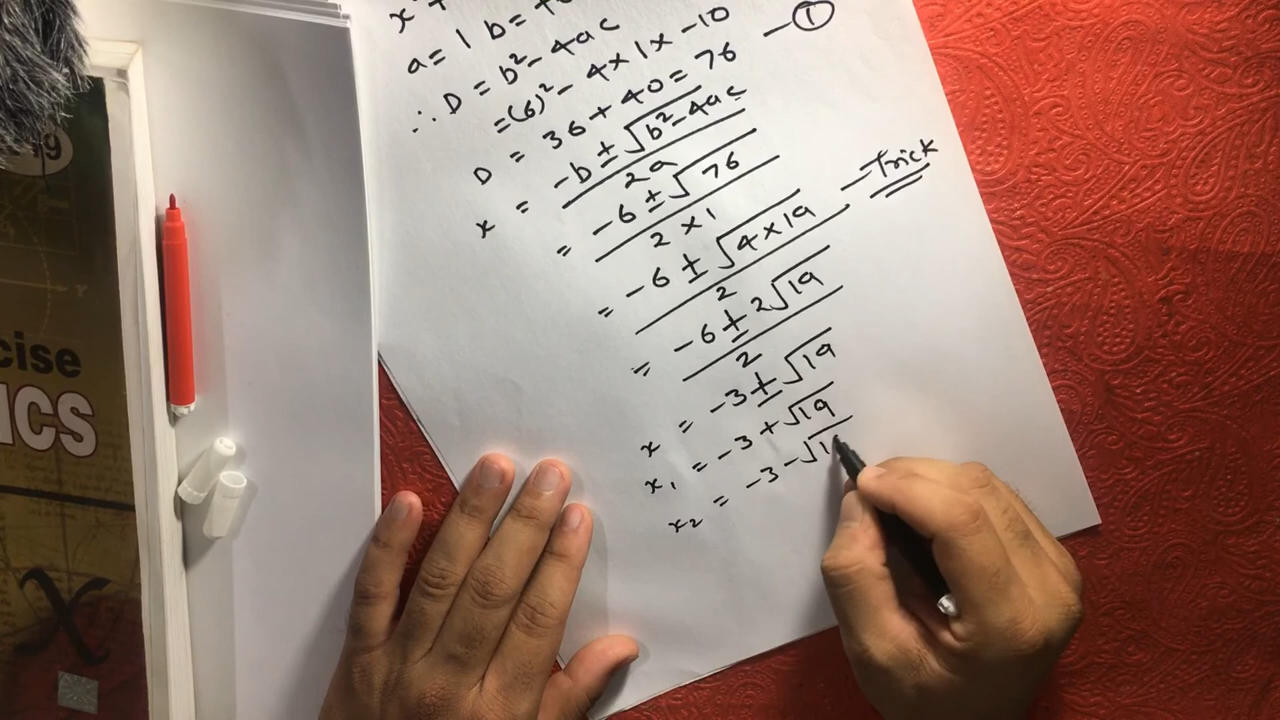 a = 1 b = +
∴ D = b² - 4ac
= (6)² - 4 × 1 × -10
D = 36 + 40 = 76 — ①
x = -b ± √b² - 4ac
2a
= -6 ± √76
2 × 1
= -6 ± √4 × 19 — Trick
2
= -6 ± 2√19
2
x = -3 ± √19
x₁ = -3 + √19
x₂ = -3 - √1
cise
ICS
X